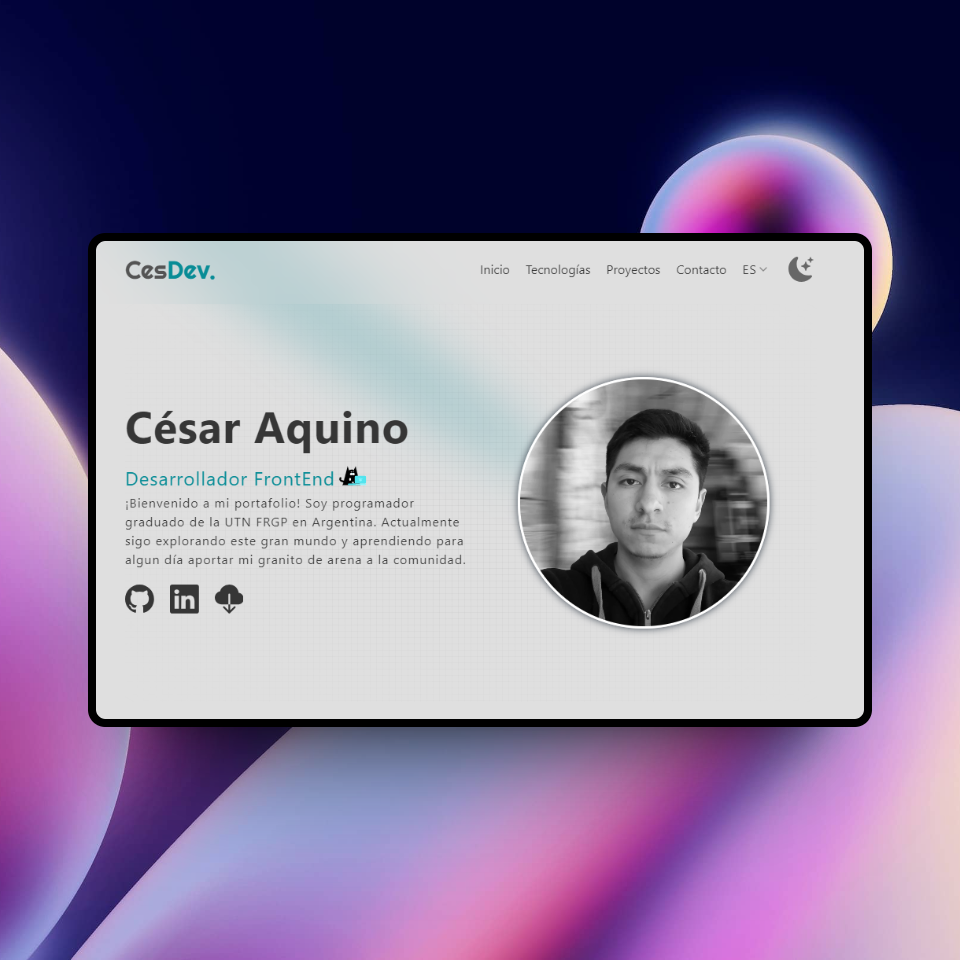 CesDev.
Inicio Tecnologías Proyectos Contacto ES
César Aquino
Desarrollador FrontEnd
¡Bienvenido a mi portafolio! Soy programador
graduado de la UTN FRGP en Argentina. Actualmente
sigo explorando este gran mundo y aprendiendo para
algun día aportar mi granito de arena a la comunidad.
in